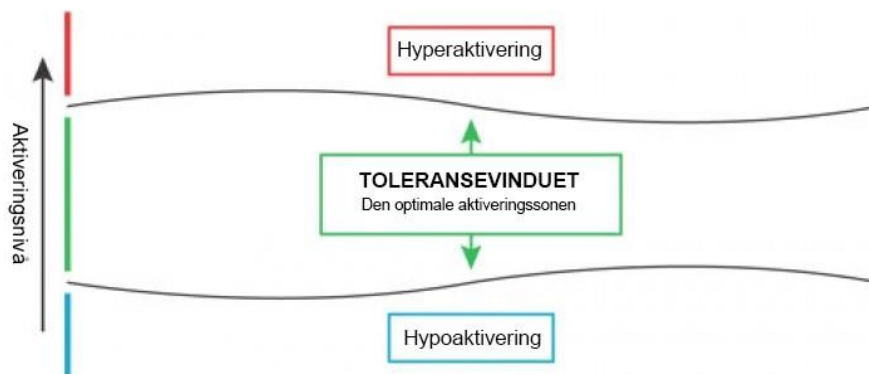 Hyperaktivering
Aktiveringsnivå
TOLERANSEVINDUET
Den optimale aktiveringssonen
Hypoaktivering